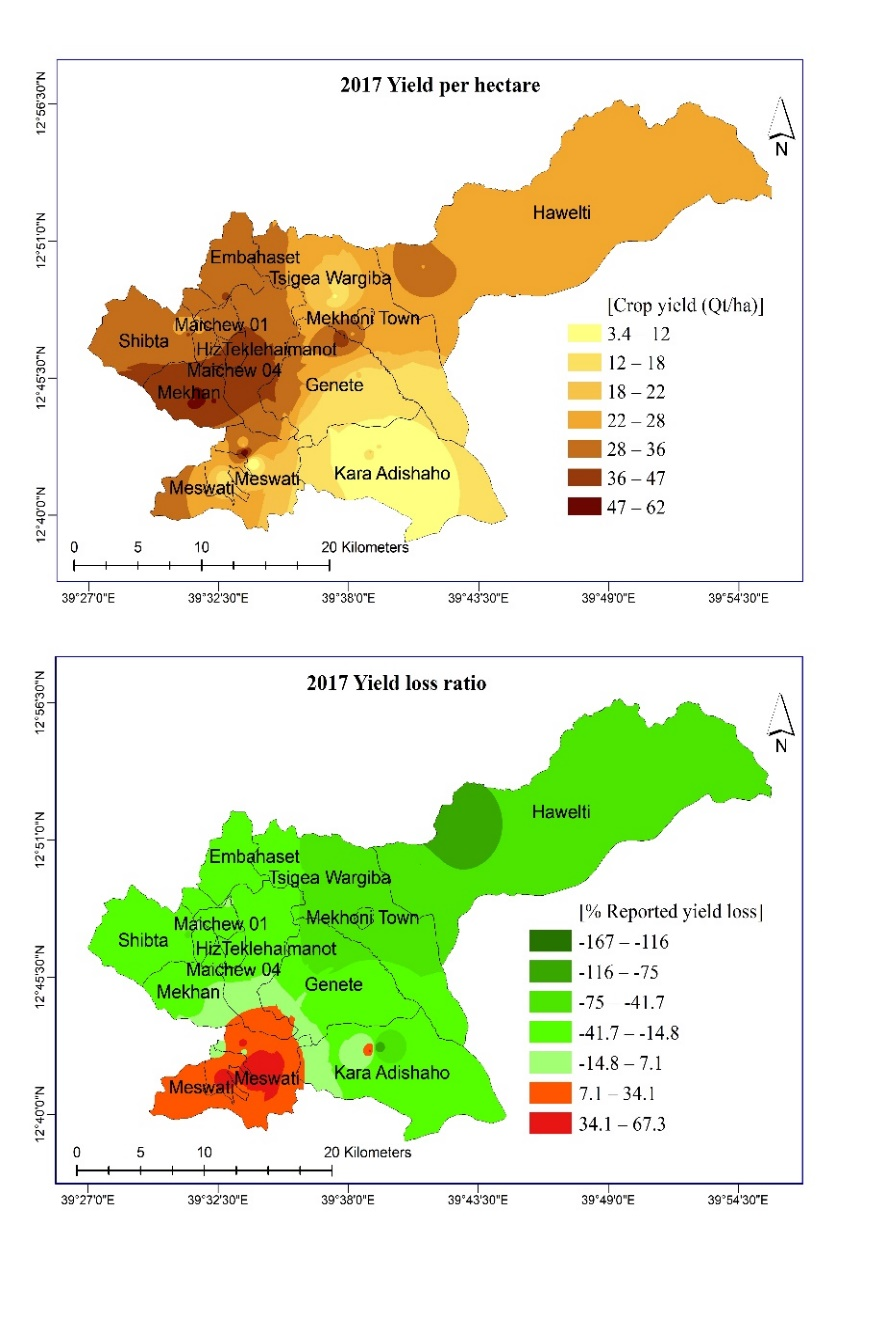 2017 Yield per hectare
12°56'30"N
N
Hawelti
12°51'0"N
Embahaset
Tsigea Wargiba
[Crop yield (Qt/ha)]
Maichew 01
Mekhoni Town
3.4 12
Shibta
HizTeklehaimanot
12 – 18
Maichew 04
12°45'30"N
Mekhan
Genete
18 – 22
22 – 28
28 – 36
Kara Adishaho
Meswati
Meswati
36 – 47
47 – 62
12°40'0"N
0 5 10 20 Kilometers
39°27'0"E 39°32'30"E 39°38'0"E 39°43'30"E 39°49'0"E 39°54'30"E
2017 Yield loss ratio
12°56'30"N
N
Hawelti
12°51'0"N
Embahaset
Tsigea Wargiba
[% Reported yield loss]
Maichew 01
Mekhoni Town
-167 – -116
Shibta
HizTeklehaimanot
-116 – -75
Maichew 04
12°45'30"N
Mekhan
Genete
-75 -41.7
-41.7 – -14.8
-14.8 – 7.1
Kara Adishaho
Meswati
Meswati
7.1 – 34.1
34.1 – 67.3
12°40'0"N
0 5 10 20 Kilometers
39°27'0"E 39°32'30"E 39°38'0"E 39°43'30"E 39°49'0"E 39°54'30"E